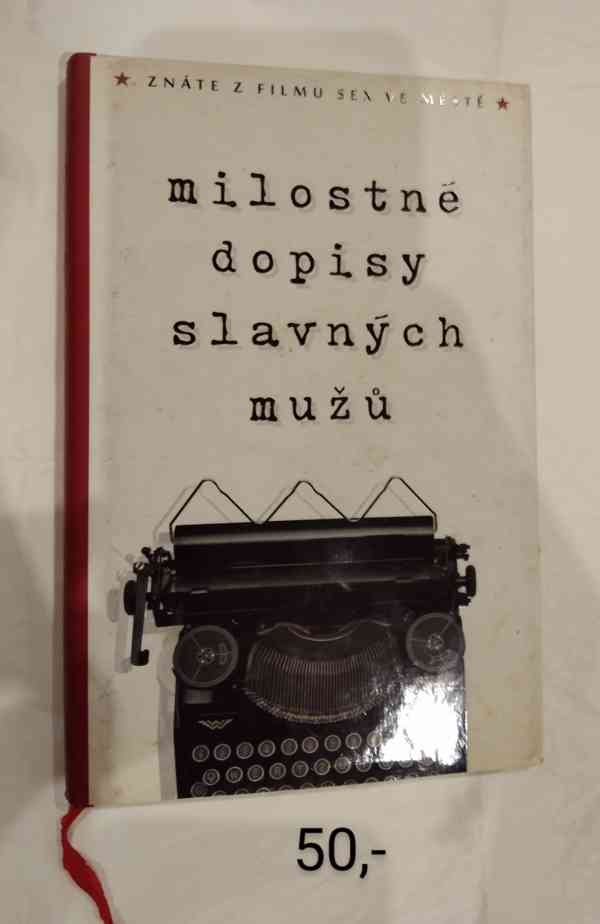 ★ ZNÁTE Z FILMU SEX VE MĚSTĚ ★
milostné
dopisy
slavných
mužů
50,-